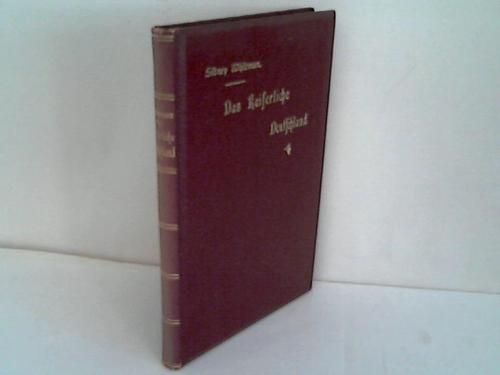 Sidney Whitman.
Das Kaiserliche
Deutschland